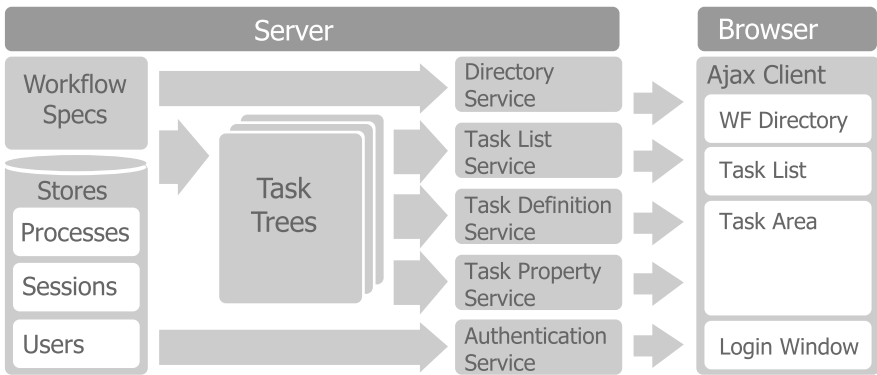 Server
Browser
Workflow
Specs
Stores
Processes
Sessions
Users
Task
Trees
Directory
Service
Task List
Service
Task Definition
Service
Task Property
Service
Authentication
Service
Ajax Client
WF Directory
Task List
Task Area
Login Window